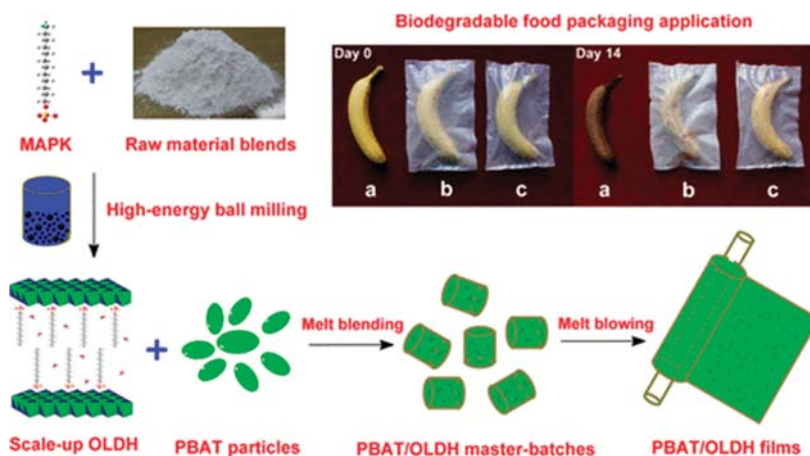 Biodegradable food packaging application
Day 0
Day 14
a
b
c
a
b
c
MAPK
Raw material blends
High-energy ball milling
Melt blending
Melt blowing
Scale-up OLDH
PBAT particles
PBAT/OLDH master-batches
PBAT/OLDH films